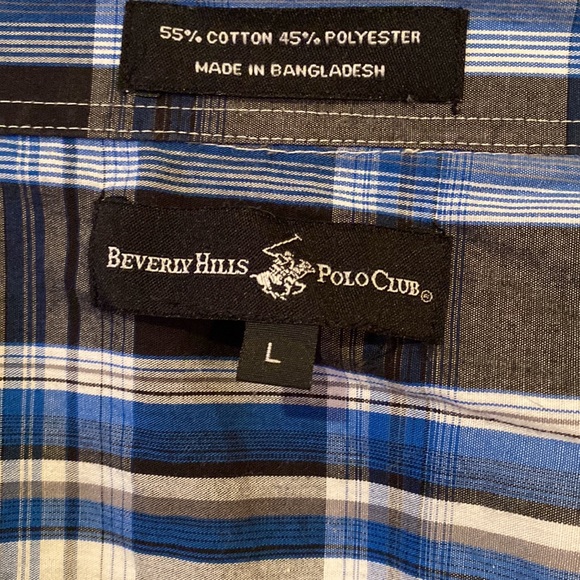 55% COTTON 45% POLYESTER
MADE IN BANGLADESH
BEVERLY HILLS POLO CLUB®
L